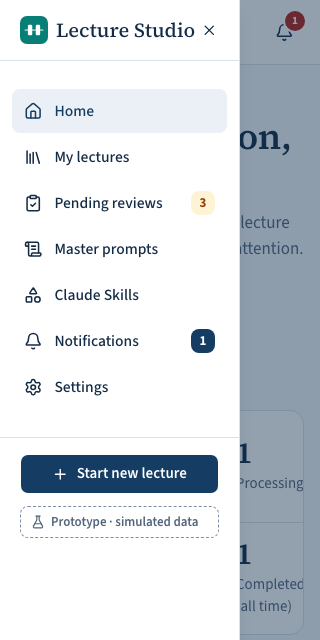 Lecture Studio
1
Home
on,
My lectures
Pending reviews 3
lecture
Master prompts
attention.
Claude Skills
Notifications 1
Settings
1
Processing
Start new lecture
Prototype · simulated data
1
Completed
all time)